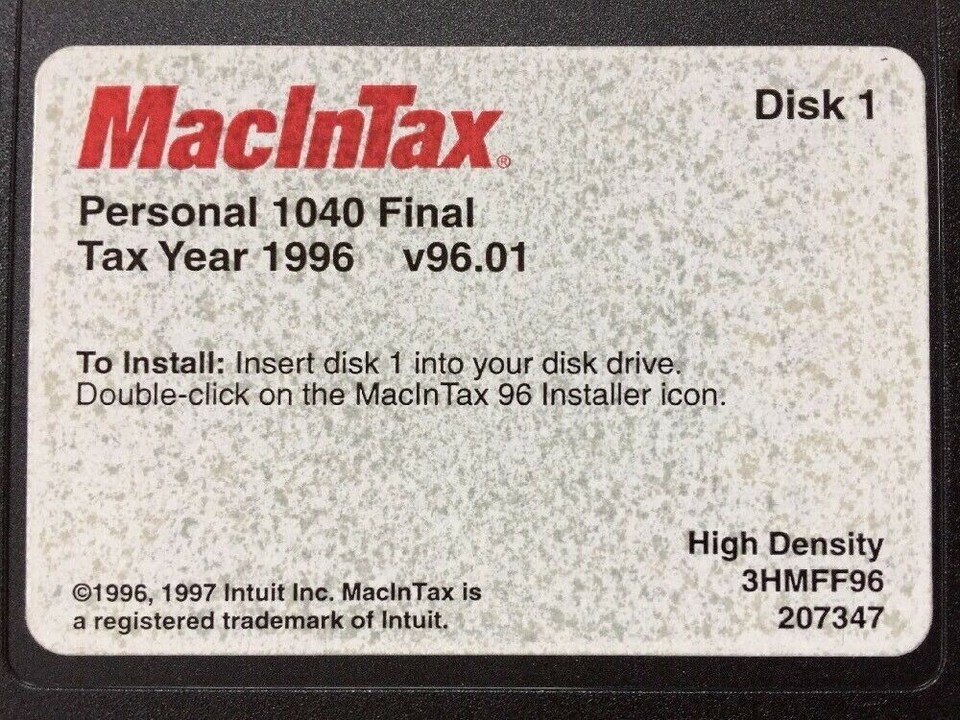 MacInTax®
Disk 1
Personal 1040 Final
Tax Year 1996 v96.01
To Install: Insert disk 1 into your disk drive.
Double-click on the MacInTax 96 Installer icon.
High Density
3HMFF96
207347
©1996, 1997 Intuit Inc. MacInTax is
a registered trademark of Intuit.